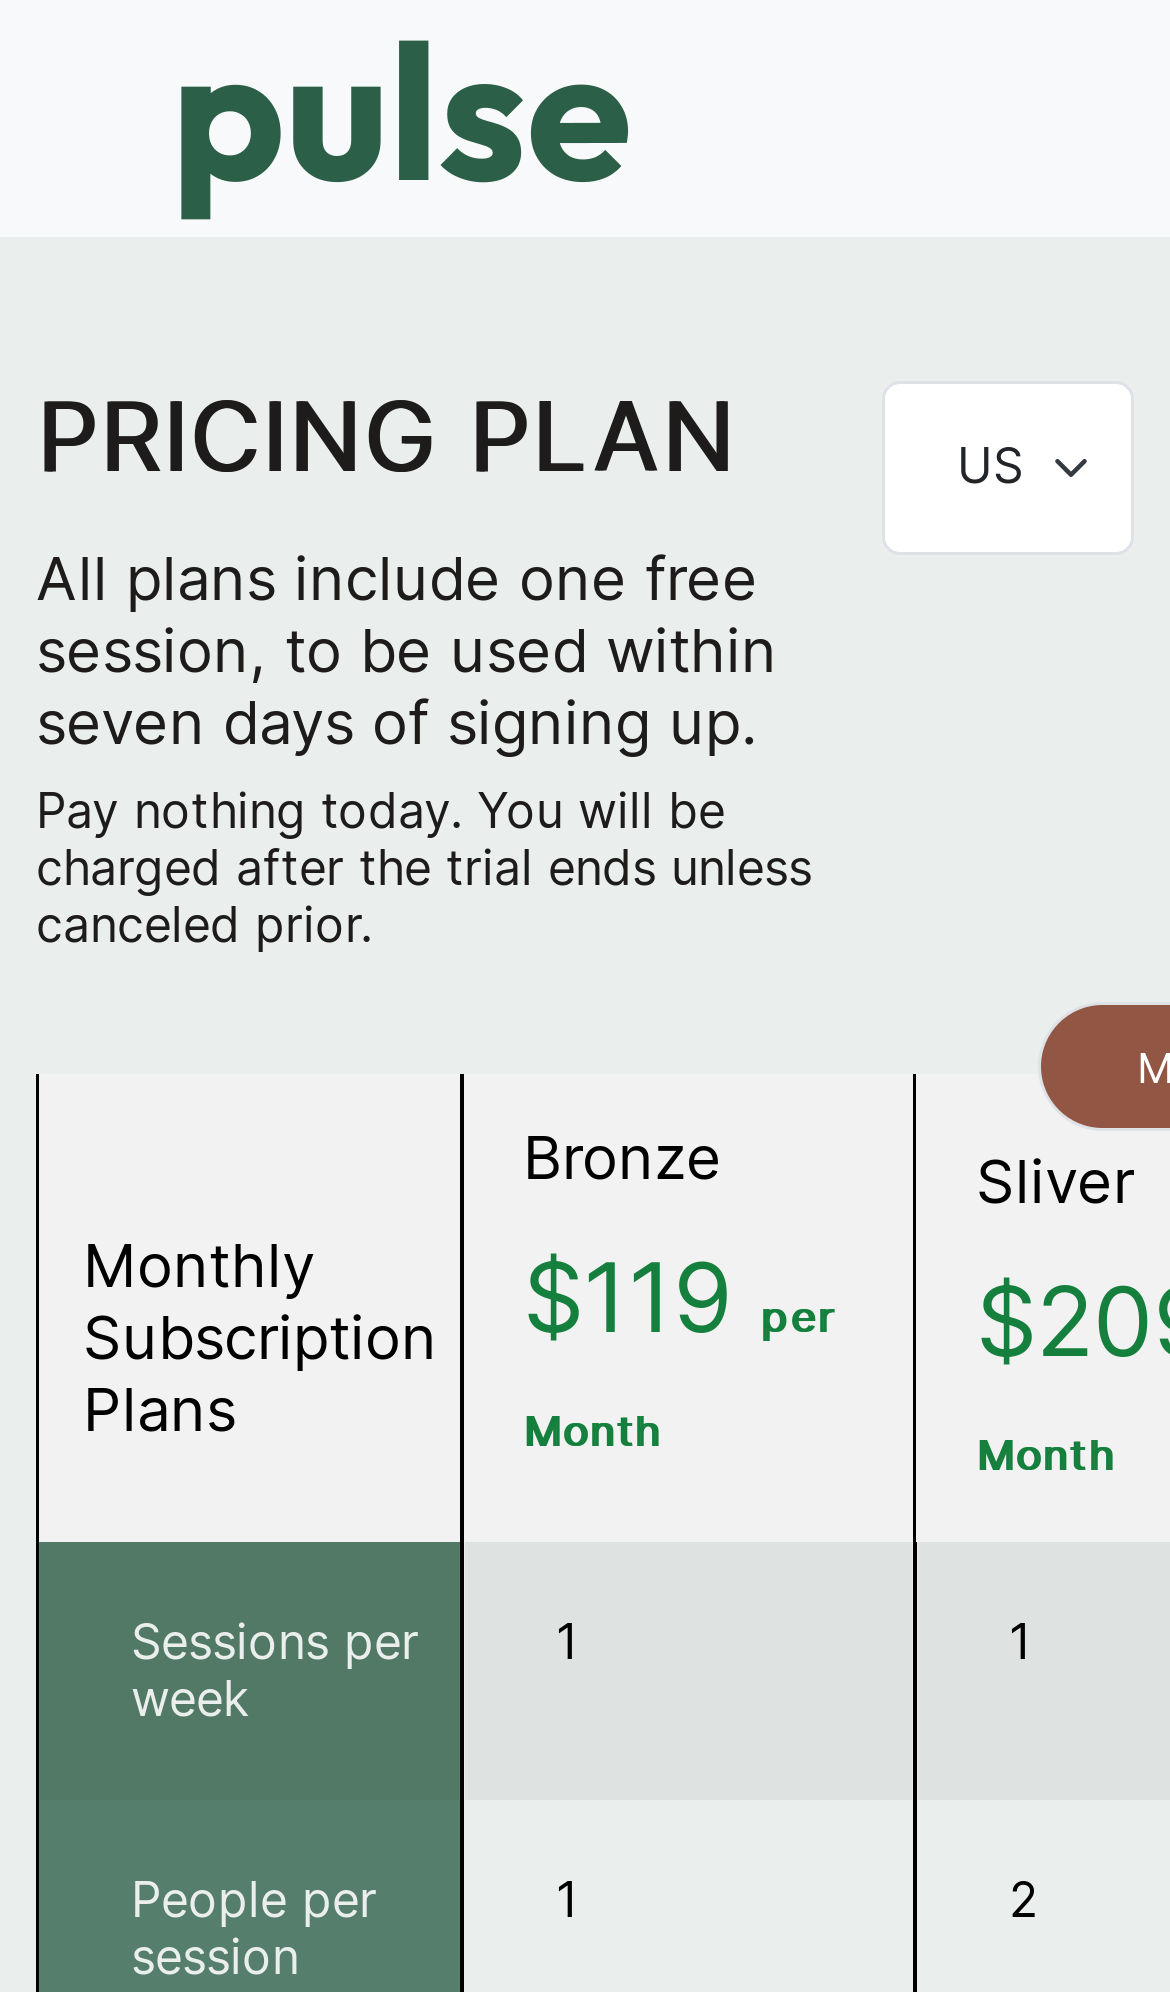 pulse
PRICING PLAN
US
All plans include one free
session, to be used within
seven days of signing up.
Pay nothing today. You will be
charged after the trial ends unless
canceled prior.
Monthly
Subscription
Plans
Bronze
$119 per
Month
Sliver
$209
Month
Sessions per
week
1
1
People per
session
1
2